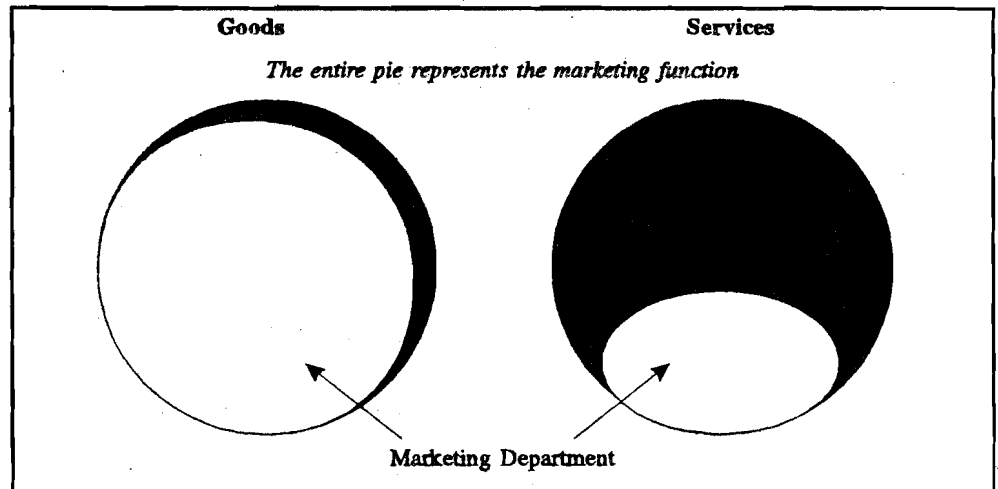 Goods Services
The entire pie represents the marketing function
Marketing Department